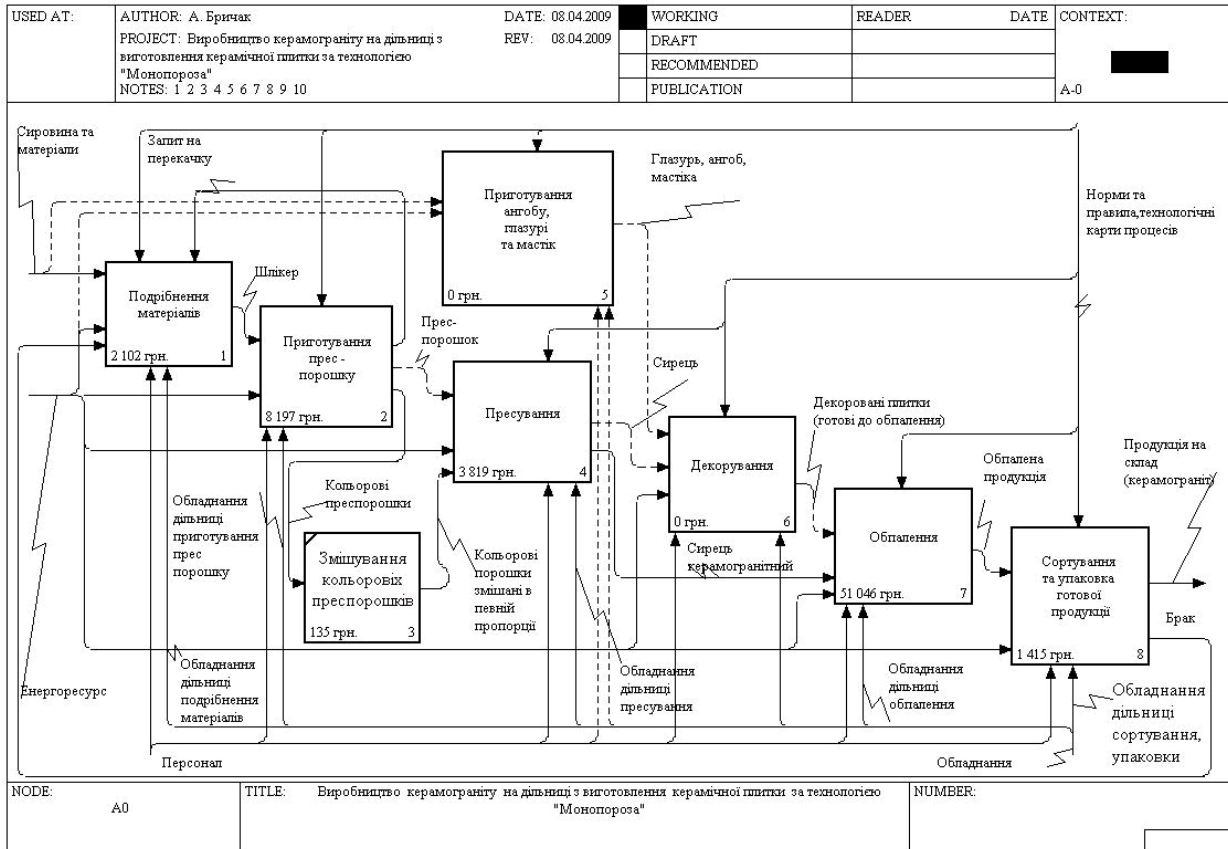 USED AT:
AUTHOR: А. Бричак
DATE: 08.04.2009
PROJECT: Виробництво керамограніту на дільниці з
виготовлення керамічної плитки за технологією
"Монопороза"
REV: 08.04.2009
NOTES: 1 2 3 4 5 6 7 8 9 10
WORKING
DRAFT
RECOMMENDED
PUBLICATION
READER
DATE
CONTEXT:
A-0
Сировина та
матеріали
Запит на
перекачку
Приготування
ангобу,
глазурі
та мастік
0 грн.
5
Глазурь, ангоб,
мастіка
Норми та
правила,технологічні
карти процесів
Подрібнення
матеріалів
2 102 грн.
1
Шлікер
Приготування
прес -
порошку
8 197 грн.
2
Прес-
порошок
Пресування
3 819 грн.
4
Сирець
Декорування
0 грн.
6
Декоровані плитки
(готові до обпалення)
Обпалення
51 046 грн.
7
Обпалена
продукція
Продукція на
склад
(керамограніт)
Сортування
та упаковка
готової
продукції
1 415 грн.
8
Брак
Обладнання
дільниці
приготування
прес
порошку
Кольорові
преспорошки
Змішування
кольоровіх
преспорошків
135 грн.
3
Кольорові
порошки
змішані в
певній
пропорції
Сирець
керамогранітний
Енергоресурс
Обладнання
дільниці
подрібнення
матеріалів
Обладнання
дільниці
пресування
Обладнання
дільниці
обпалення
Обладнання
дільниці
сортування,
упаковки
Персонал
Обладнання
NODE:
A0
TITLE:
Виробництво керамограніту на дільниці з виготовлення керамічної плитки за технологією
"Монопороза"
NUMBER: